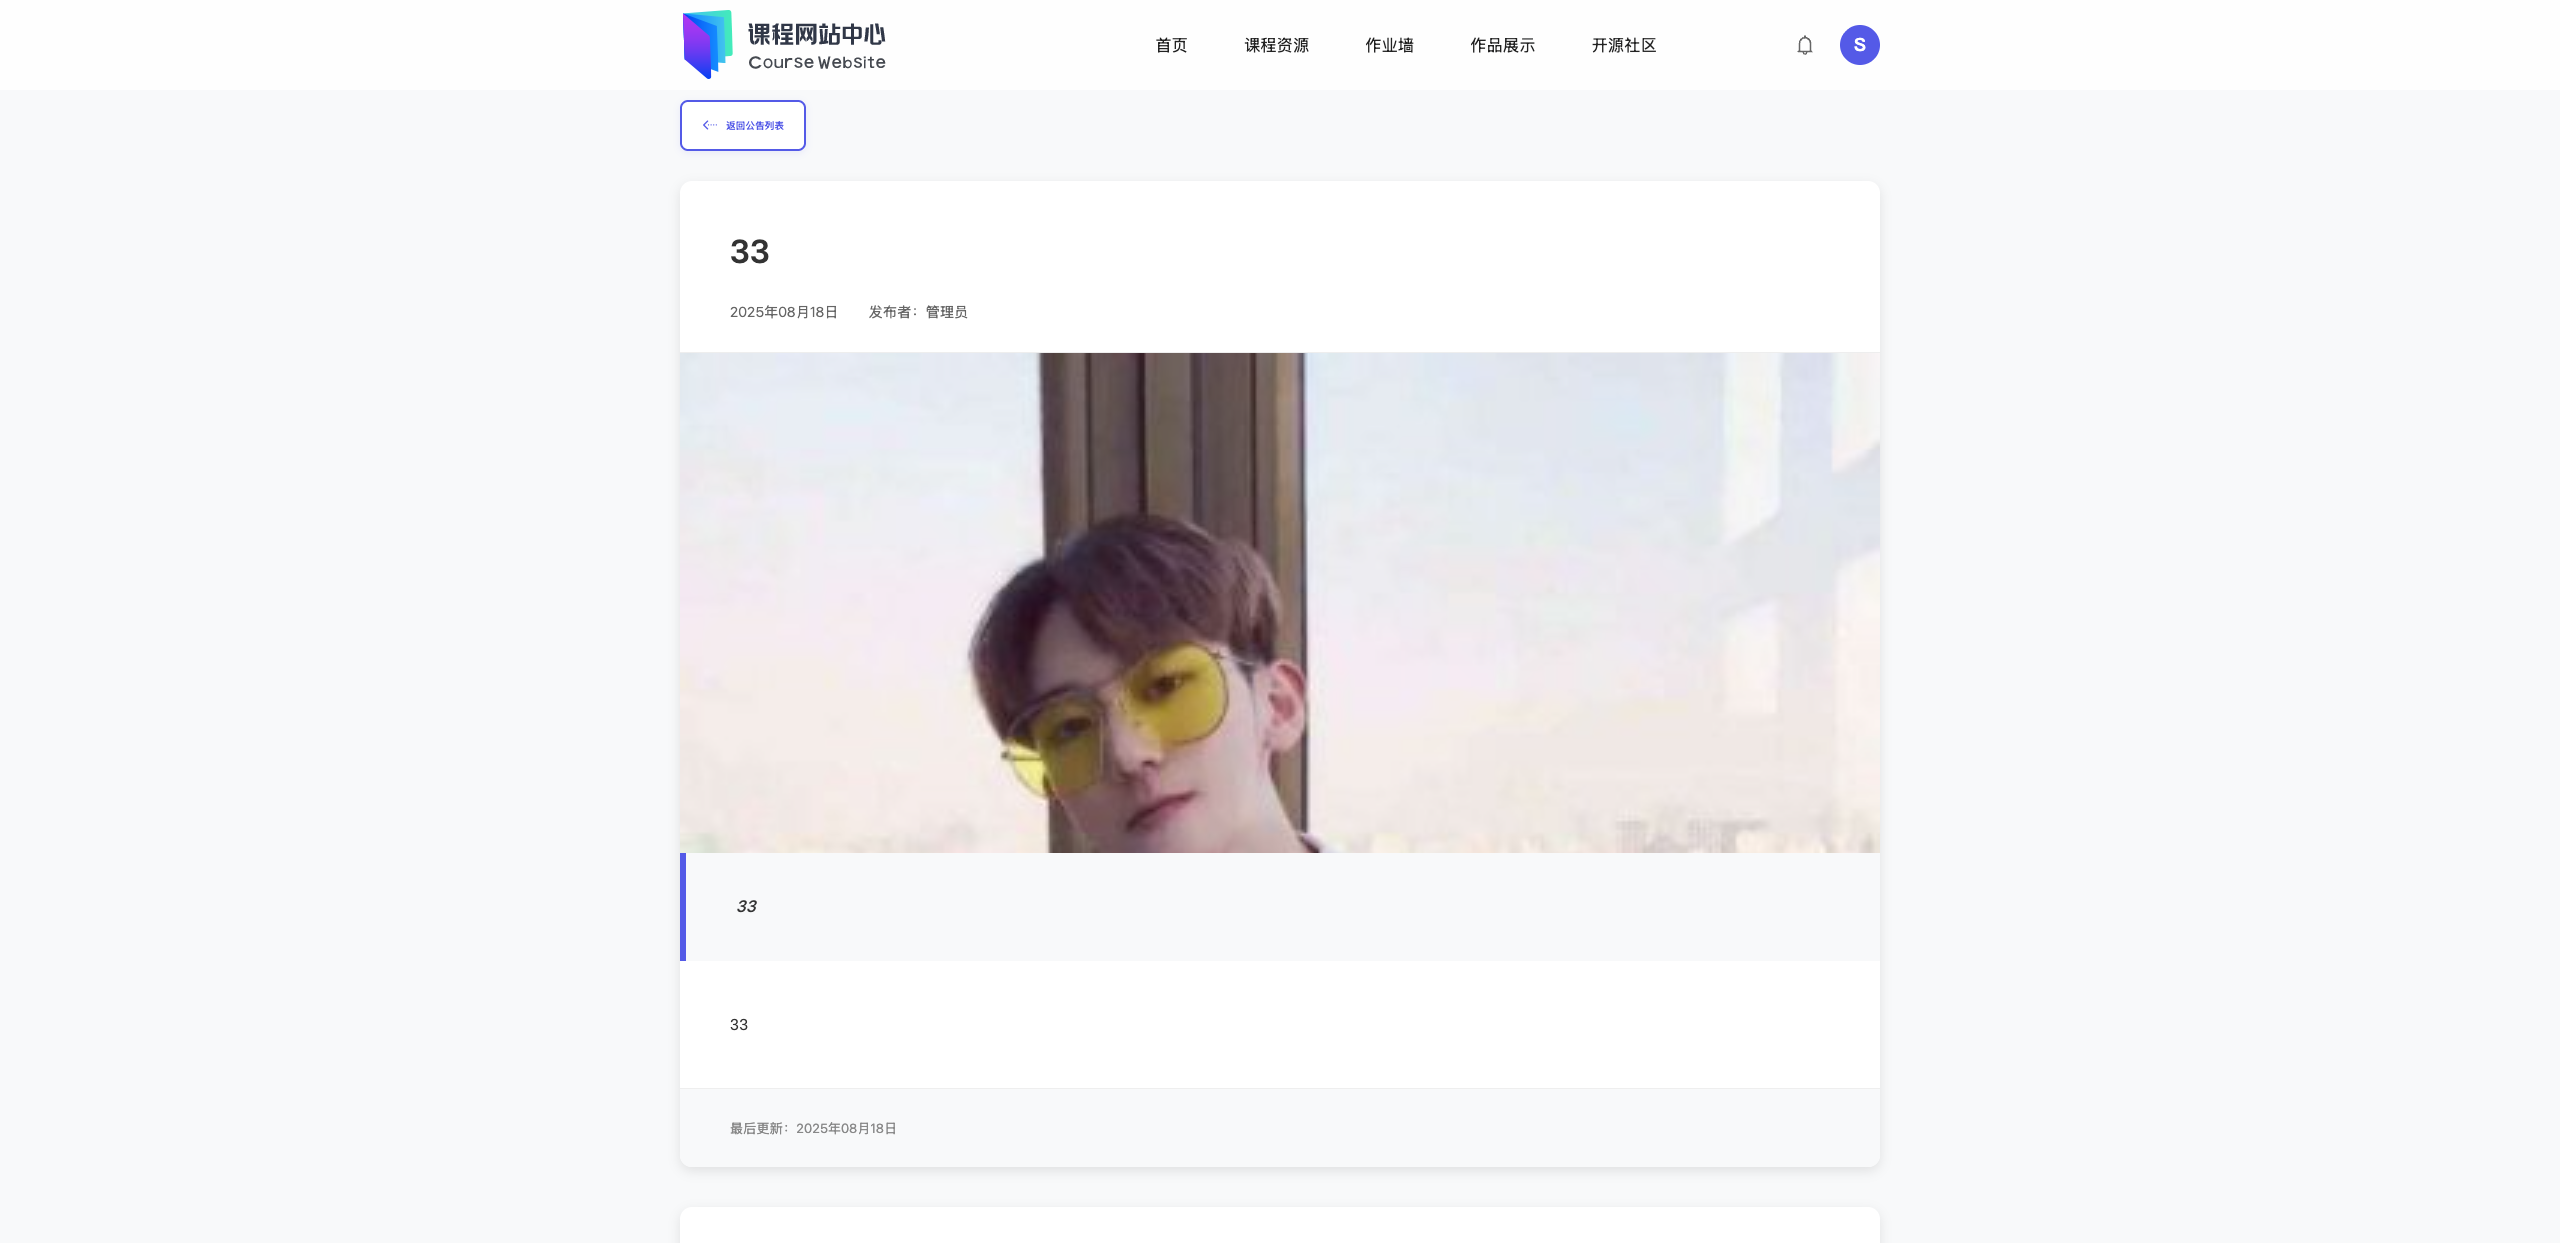 课程网站中心
Course Website
首页
课程资源
作业墙
作品展示
开源社区
S
返回公告列表
33
2025年08月18日
发布者：管理员
33
33
最后更新：2025年08月18日